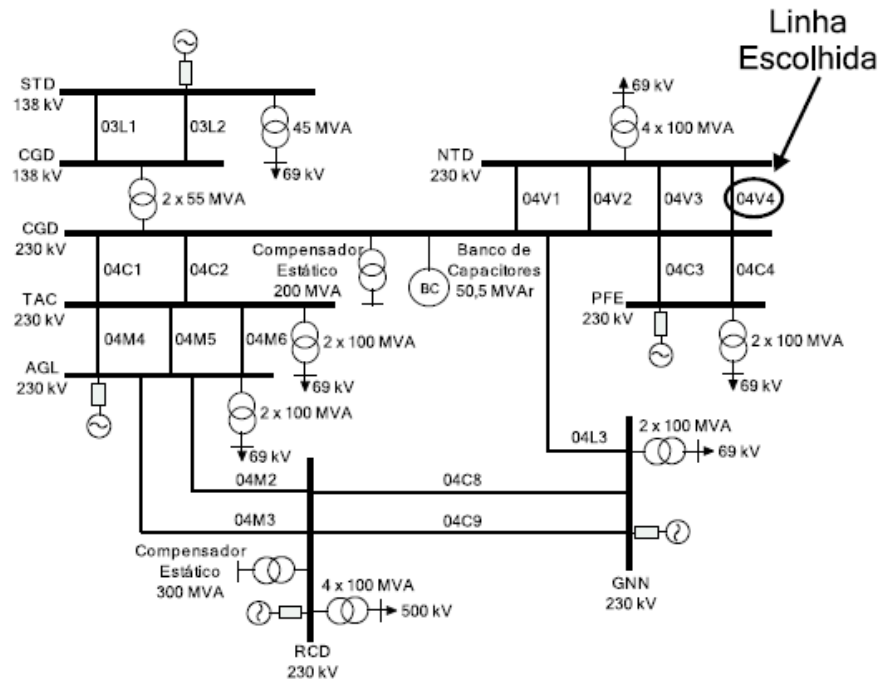 Linha
Escolhida
STD
138 kV
03L1
03L2
45 MVA
69 kV
CGD
138 kV
2 x 55 MVA
69 kV
4 x 100 MVA
NTD
230 kV
04V1
04V2
04V3
04V4
CGD
230 kV
04C1
04C2
Compensador
Estático
200 MVA
BC
Banco de
Capacitores
50,5 MVAr
04C3
04C4
TAC
230 kV
04M4
04M5
04M6
2 x 100 MVA
69 kV
PFE
230 kV
2 x 100 MVA
69 kV
AGL
230 kV
2 x 100 MVA
69 kV
04L3
2 x 100 MVA
69 kV
04M2
04C8
04M3
04C9
Compensador
Estático
300 MVA
4 x 100 MVA
500 kV
GNN
230 kV
RCD
230 kV